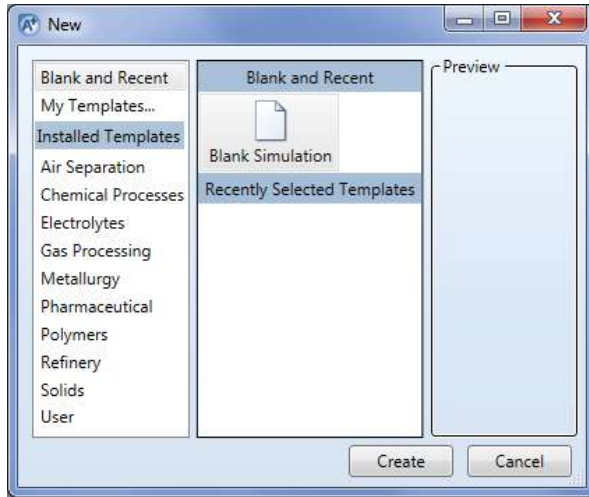 New
Blank and Recent
My Templates...
Installed Templates
Air Separation
Chemical Processes
Electrolytes
Gas Processing
Metallurgy
Pharmaceutical
Polymers
Refinery
Solids
User
Blank and Recent
Blank Simulation
Recently Selected Templates
Preview
Create
Cancel